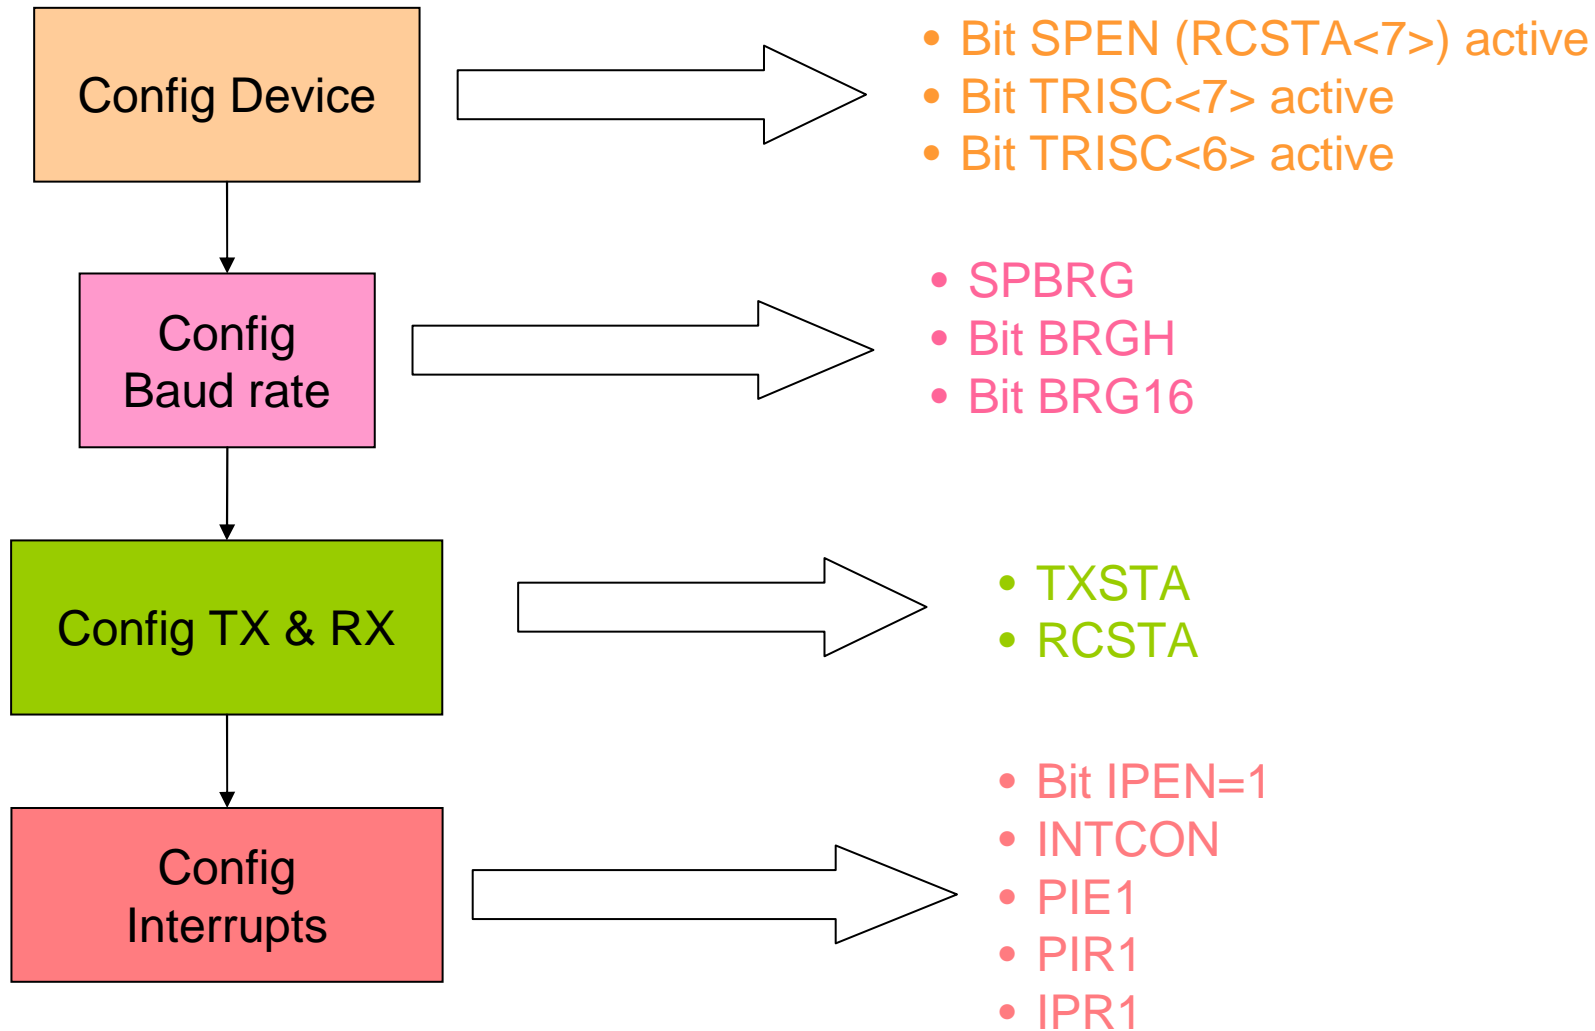 Config Device
• Bit SPEN (RCSTA<7>) active
• Bit TRISC<7> active
• Bit TRISC<6> active
Config
Baud rate
• SPBRG
• Bit BRGH
• Bit BRG16
Config TX & RX
• TXSTA
• RCSTA
Config
Interrupts
• Bit IPEN=1
• INTCON
• PIE1
• PIR1
• IPR1